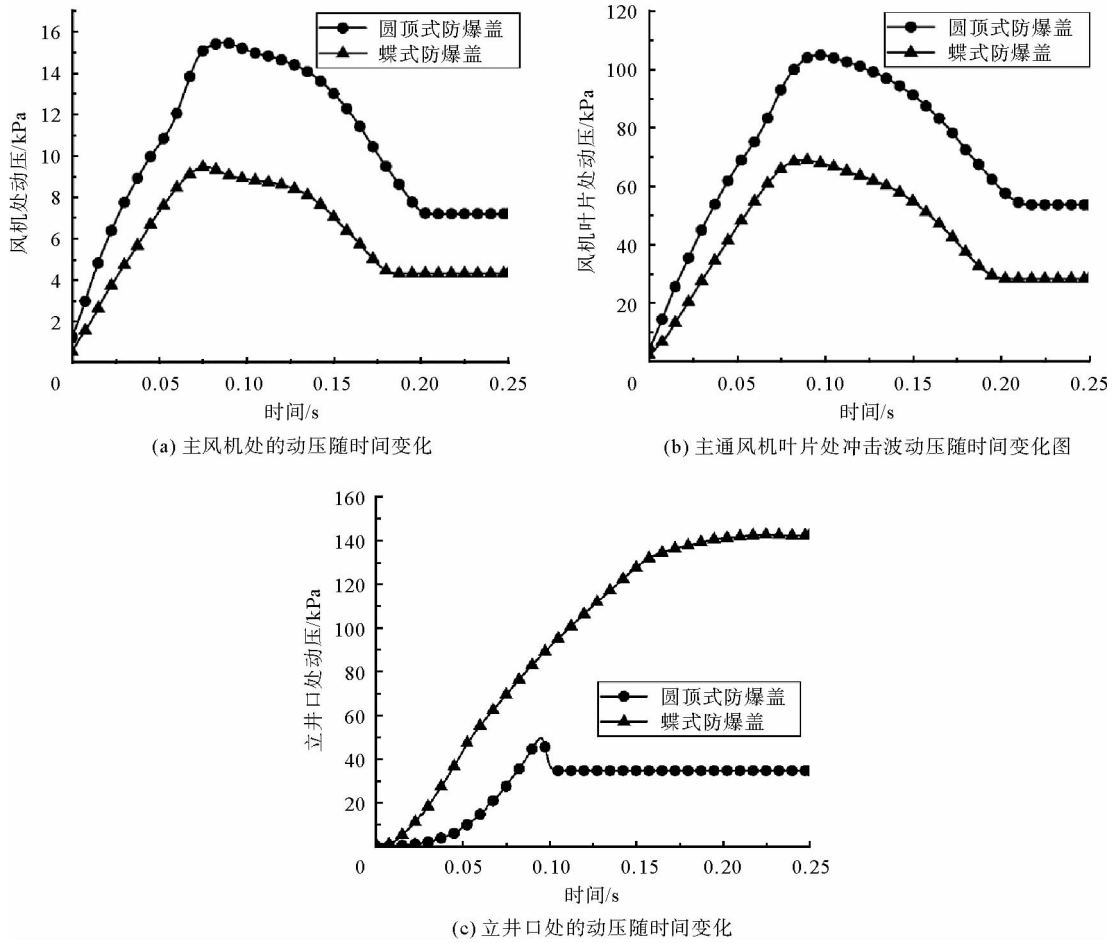 16
14
12
10
8
6
4
2
0
0.05
0.10
0.15
0.20
0.25
风机处动压/kPa
时间/s
圆顶式防爆盖
蝶式防爆盖
(a) 主风机处的动压随时间变化
120
100
80
60
40
20
0
0.05
0.10
0.15
0.20
0.25
风机叶片处动压/kPa
时间/s
圆顶式防爆盖
蝶式防爆盖
(b) 主通风机叶片处冲击波动压随时间变化图
160
140
120
100
80
60
40
20
0
0.05
0.10
0.15
0.20
0.25
立井口处动压/kPa
时间/s
圆顶式防爆盖
蝶式防爆盖
(c) 立井口处的动压随时间变化